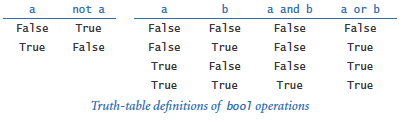 a not a a b a and b a or b
False True False False False False
True False False True False True
True False False True
True True True True
Truth-table definitions of bool operations